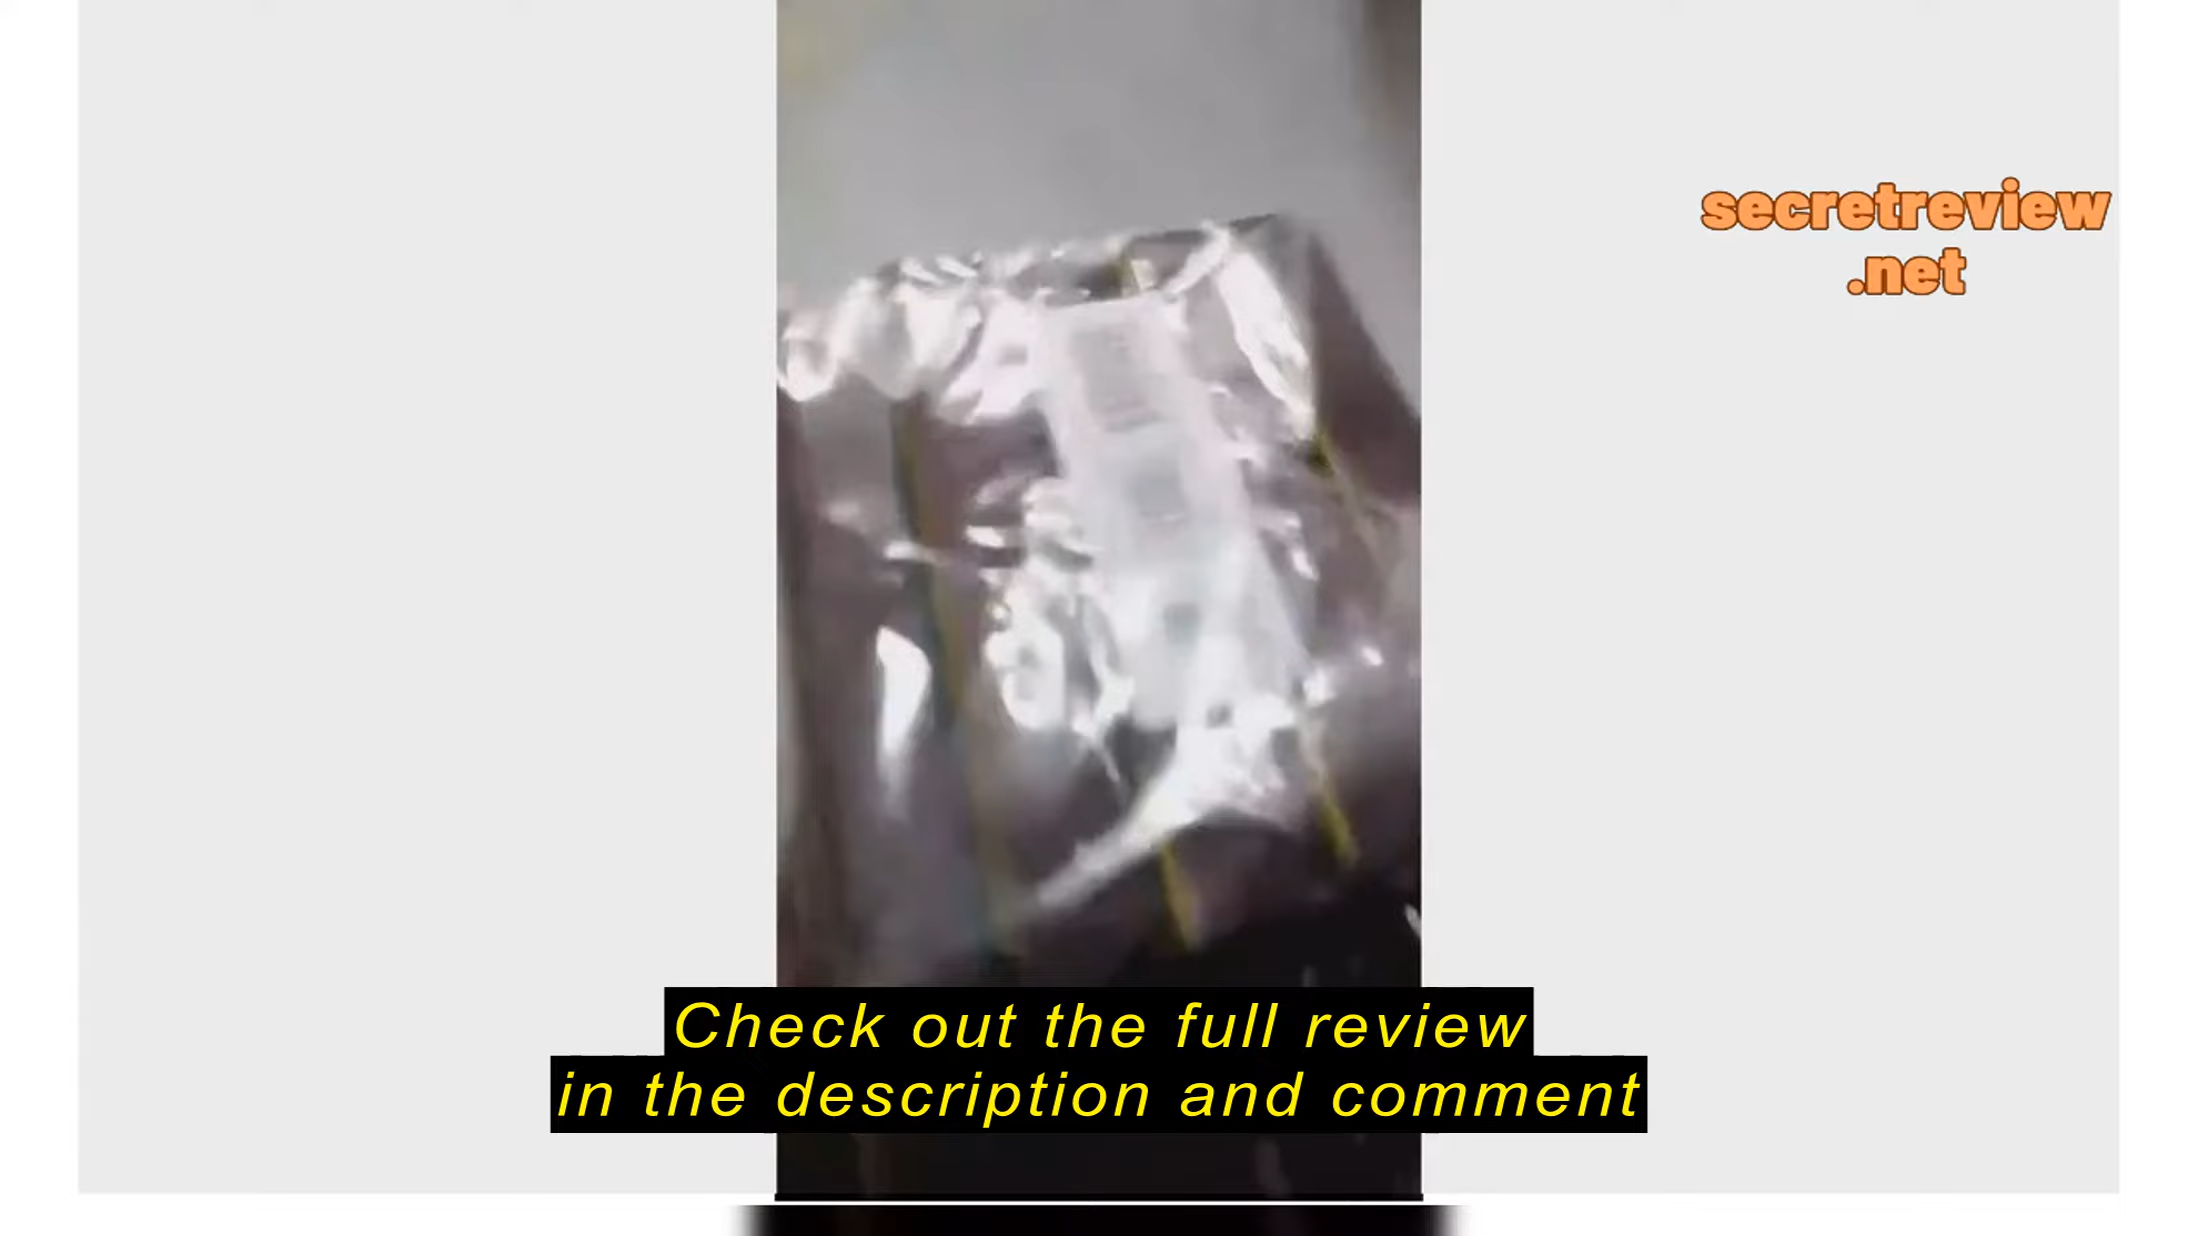 secretreview
.net
Check out the full review
in the description and comment